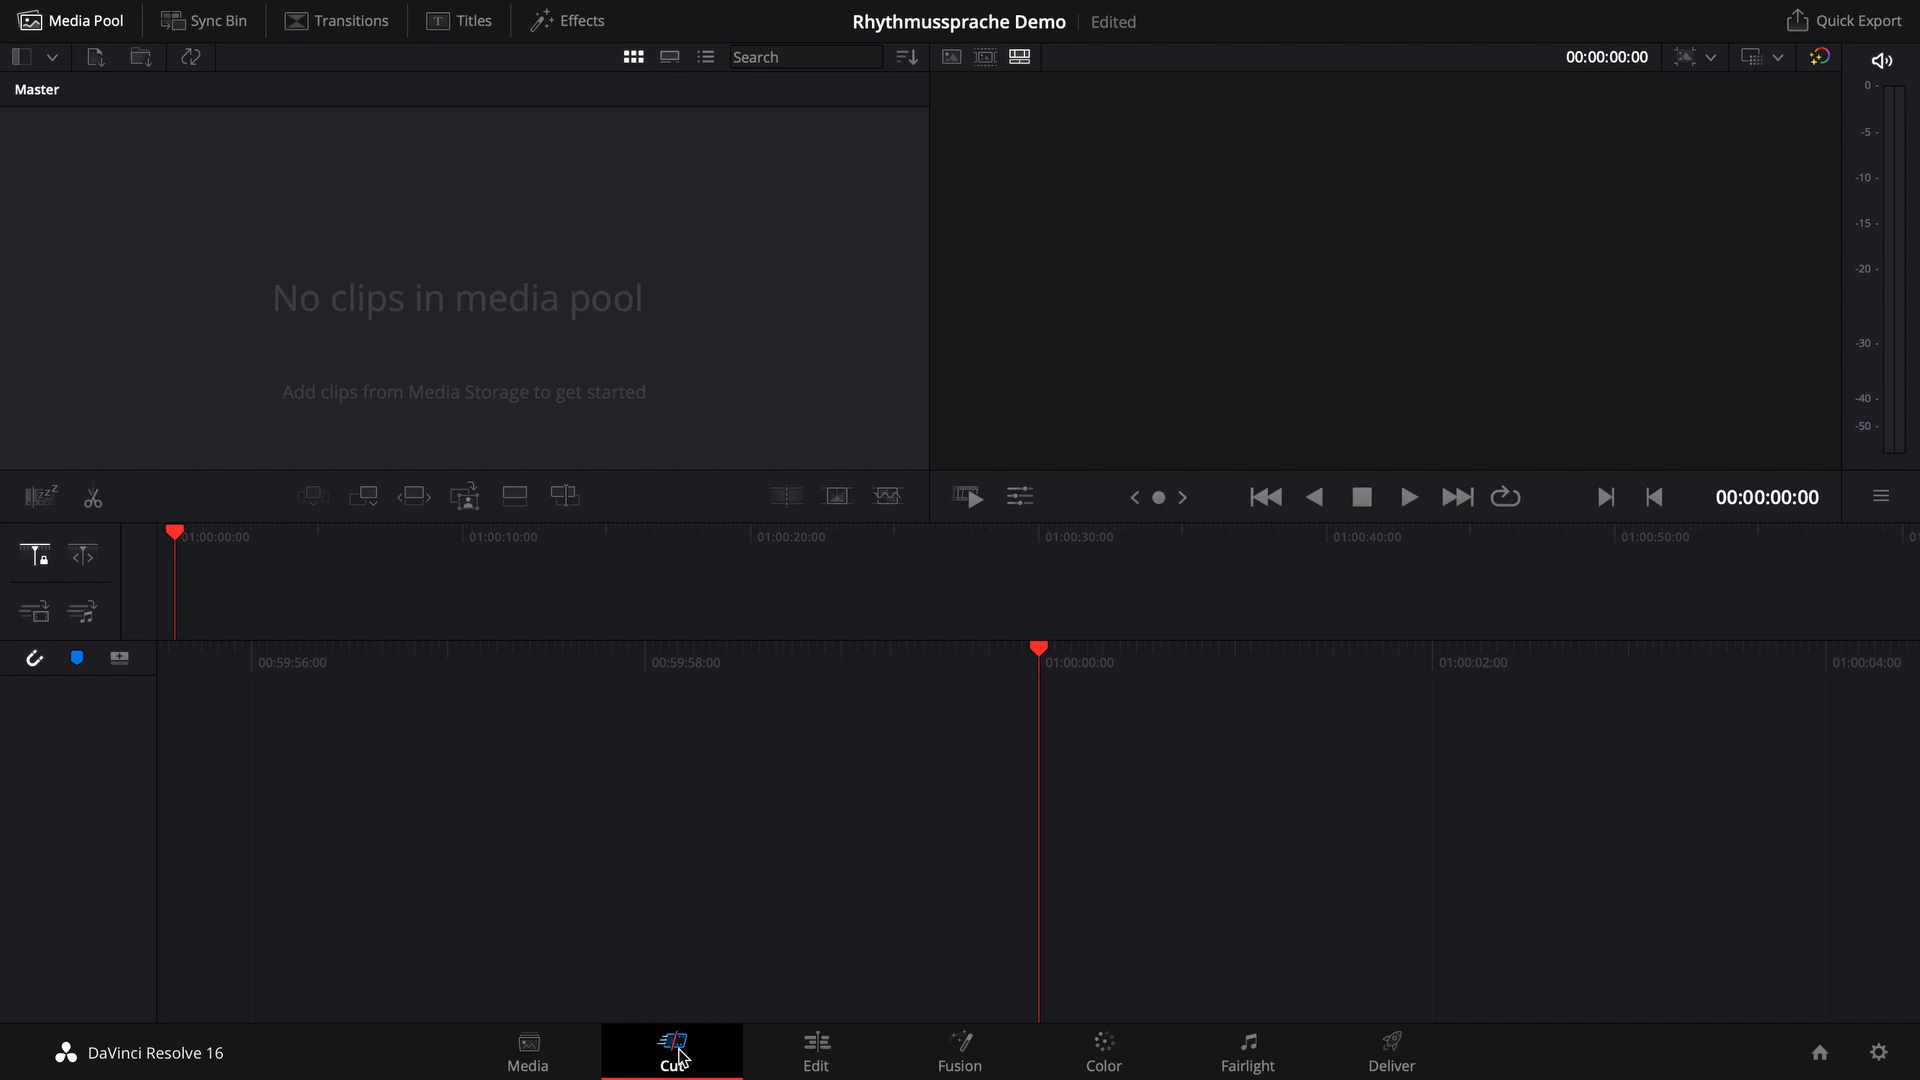 Media Pool
Sync Bin
Transitions
Titles
Effects
Rhythmussprache Demo
Edited
Quick Export
Search
00:00:00:00
Master
0
-5
-10
-15
-20
-30
-40
-50
No clips in media pool
Add clips from Media Storage to get started
00:00:00:00
01:00:00:00
01:00:10:00
01:00:20:00
01:00:30:00
01:00:40:00
01:00:50:00
00:59:56:00
00:59:58:00
01:00:00:00
01:00:02:00
01:00:04:00
DaVinci Resolve 16
Media
Cut
Edit
Fusion
Color
Fairlight
Deliver